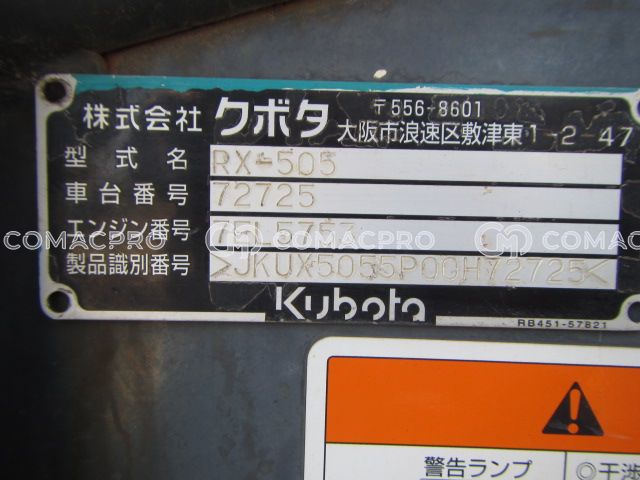 株式会社 クボタ 〒556-8601
大阪市浪速区敷津東1-2-47
型式名 RX-505
車台番号 72725
エンジン番号
製品識別番号 >JKUX5055P00H72725<
COMACPRO COMACPRO COMACPRO
Kubota
RB451-57821
警告ランプ ◎干渉